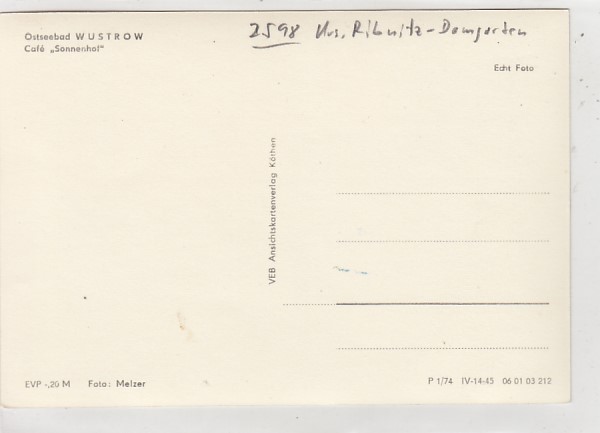 Ostseebad WUSTROW
Café „Sonnenhof"
2598 Krs. Ribnitz-Damgarten
Echt Foto
VEB Ansichtskartenverlag Köthen
EVP -,20 M Foto: Melzer
P 1/74 IV-14-45 06 01 03 212